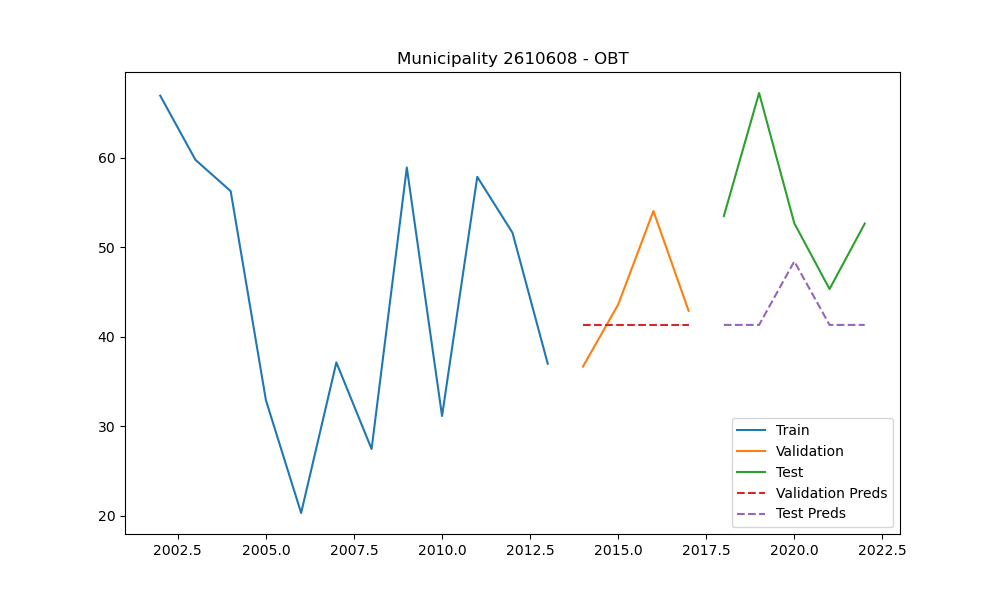 Municipality 2610608 - OBT
60
50
40
30
20
2002.5 2005.0 2007.5 2010.0 2012.5 2015.0 2017.5 2020.0 2022.5
Train
Validation
Test
Validation Preds
Test Preds